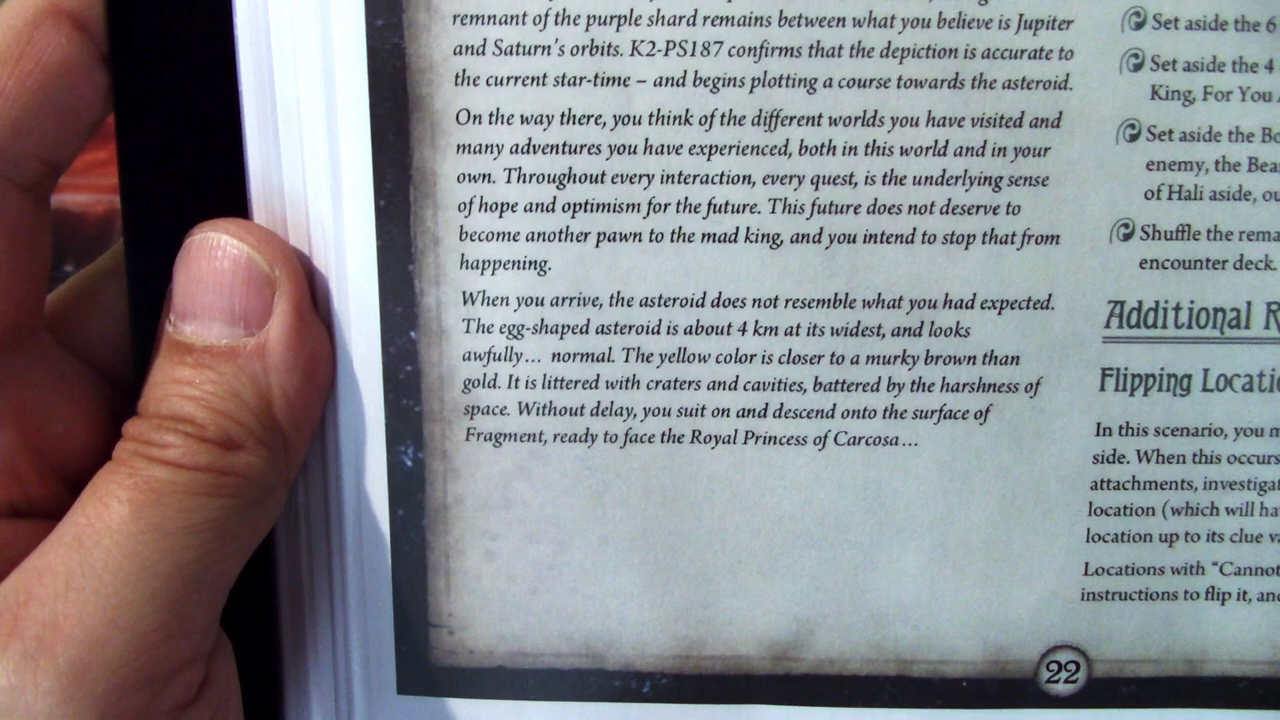 remnant of the purple shard remains between what you believe is Jupiter
and Saturn's orbits. K2-PS187 confirms that the depiction is accurate to
the current star-time – and begins plotting a course towards the asteroid.
On the way there, you think of the different worlds you have visited and
many adventures you have experienced, both in this world and in your
own. Throughout every interaction, every quest, is the underlying sense
of hope and optimism for the future. This future does not deserve to
become another pawn to the mad king, and you intend to stop that from
happening.
When you arrive, the asteroid does not resemble what you had expected.
The egg-shaped asteroid is about 4 km at its widest, and looks
awfully… normal. The yellow color is closer to a murky brown than
gold. It is littered with craters and cavities, battered by the harshness of
space. Without delay, you suit on and descend onto the surface of
Fragment, ready to face the Royal Princess of Carcosa…
Set aside the 6
Set aside the 4
King, For You
Set aside the
enemy, the
of Hali aside,
Shuffle the
encounter deck.
Additional
Flipping
In this scenario, you
side. When this occurs
attachments,
location (which will
location up to its clue
Locations with
instructions to flip it,
22